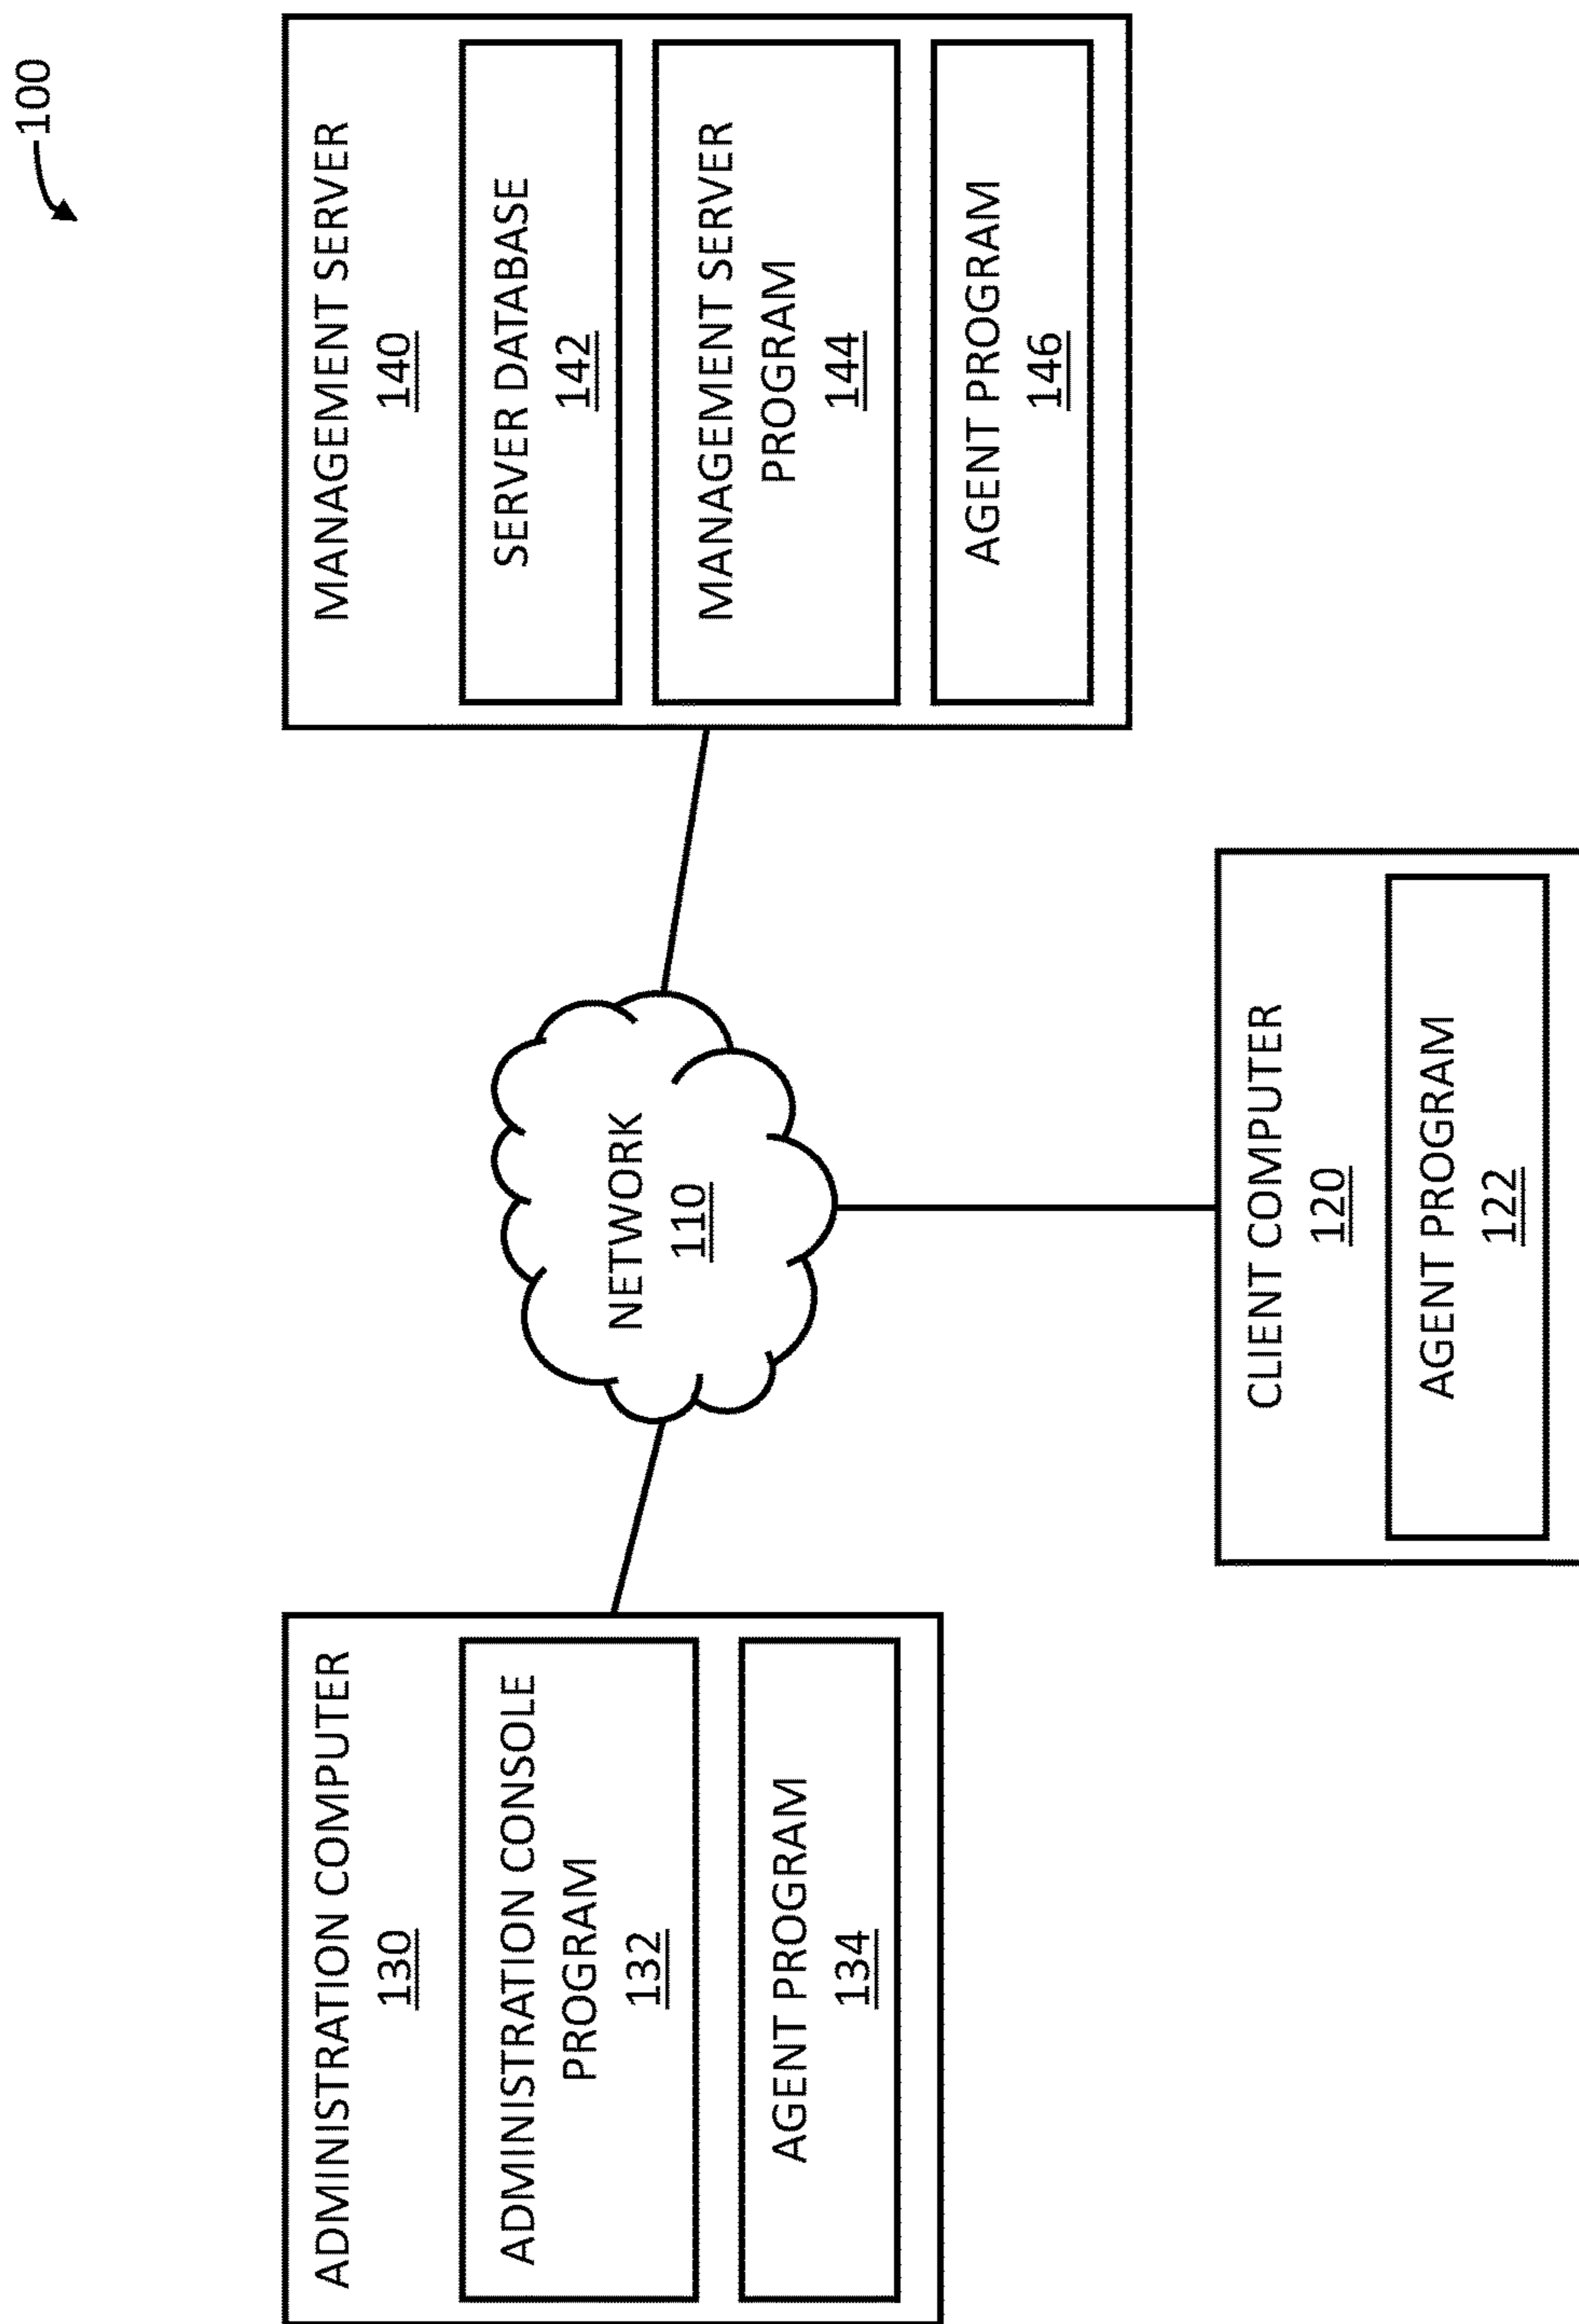 100
ADMINISTRATION COMPUTER
130
ADMINISTRATION CONSOLE
PROGRAM
132
AGENT PROGRAM
134
NETWORK
110
MANAGEMENT SERVER
140
SERVER DATABASE
142
MANAGEMENT SERVER
PROGRAM
144
AGENT PROGRAM
146
CLIENT COMPUTER
120
AGENT PROGRAM
122